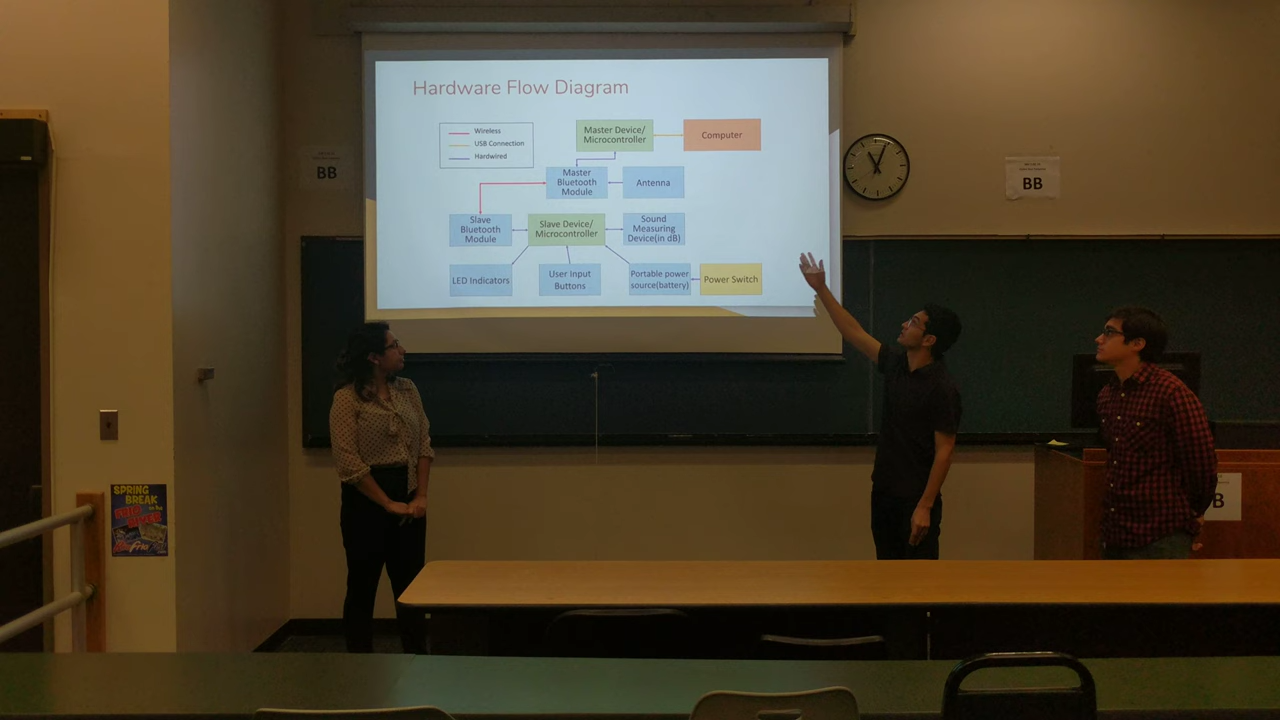 Hardware Flow Diagram
Wireless
USB Connection
Hardwired
Master Device/
Microcontroller
Computer
Master
Bluetooth
Module
Antenna
Slave
Bluetooth
Module
Slave Device/
Microcontroller
Sound
Measuring
Device(in dB)
LED Indicators
User Input
Buttons
Portable power
source(battery)
Power Switch
BB
BB
B
SPRING
BREAK